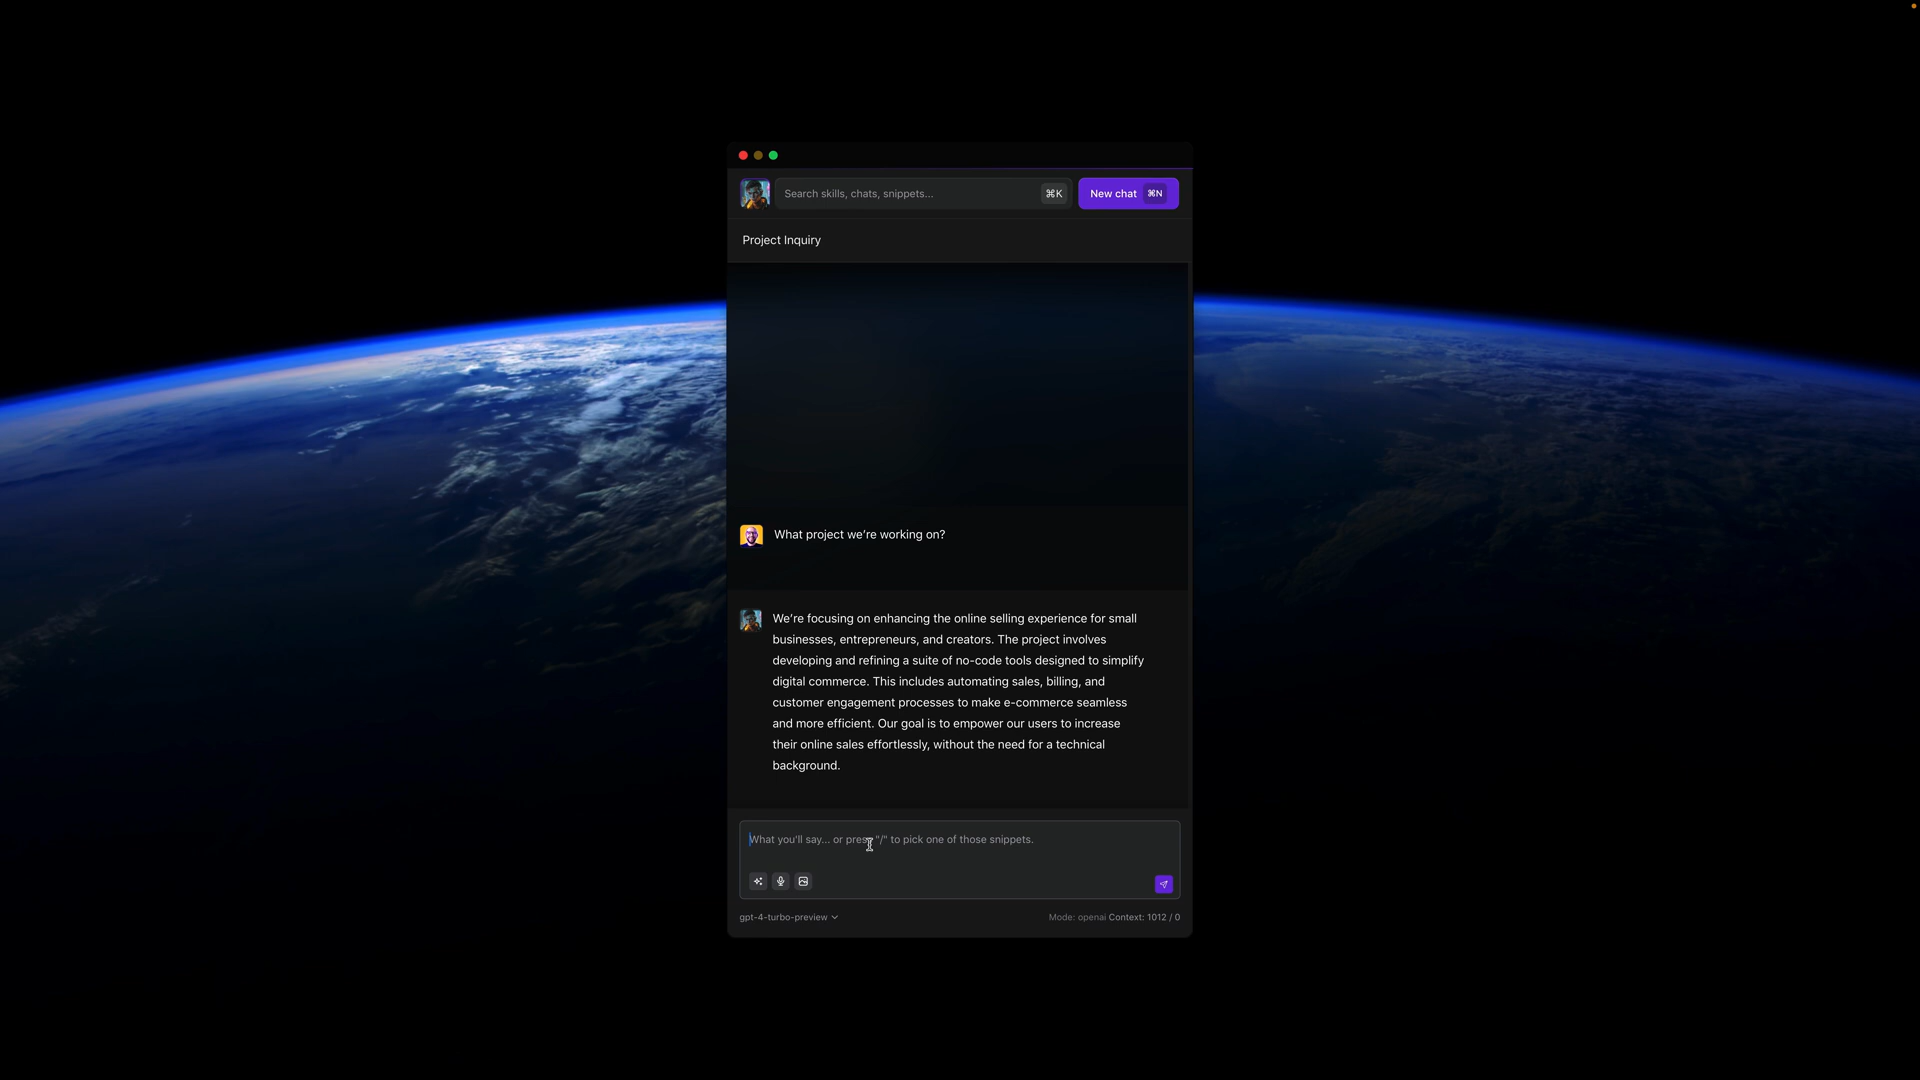 Search skills, chats, snippets...
⌘K
New chat ⌘N
Project Inquiry
What project we’re working on?
We’re focusing on enhancing the online selling experience for small
businesses, entrepreneurs, and creators. The project involves
developing and refining a suite of no-code tools designed to simplify
digital commerce. This includes automating sales, billing, and
customer engagement processes to make e-commerce seamless
and more efficient. Our goal is to empower our users to increase
their online sales effortlessly, without the need for a technical
background.
What you'll say... or press "/" to pick one of those snippets.
gpt-4-turbo-preview
Mode: openai Context: 1012 / 0